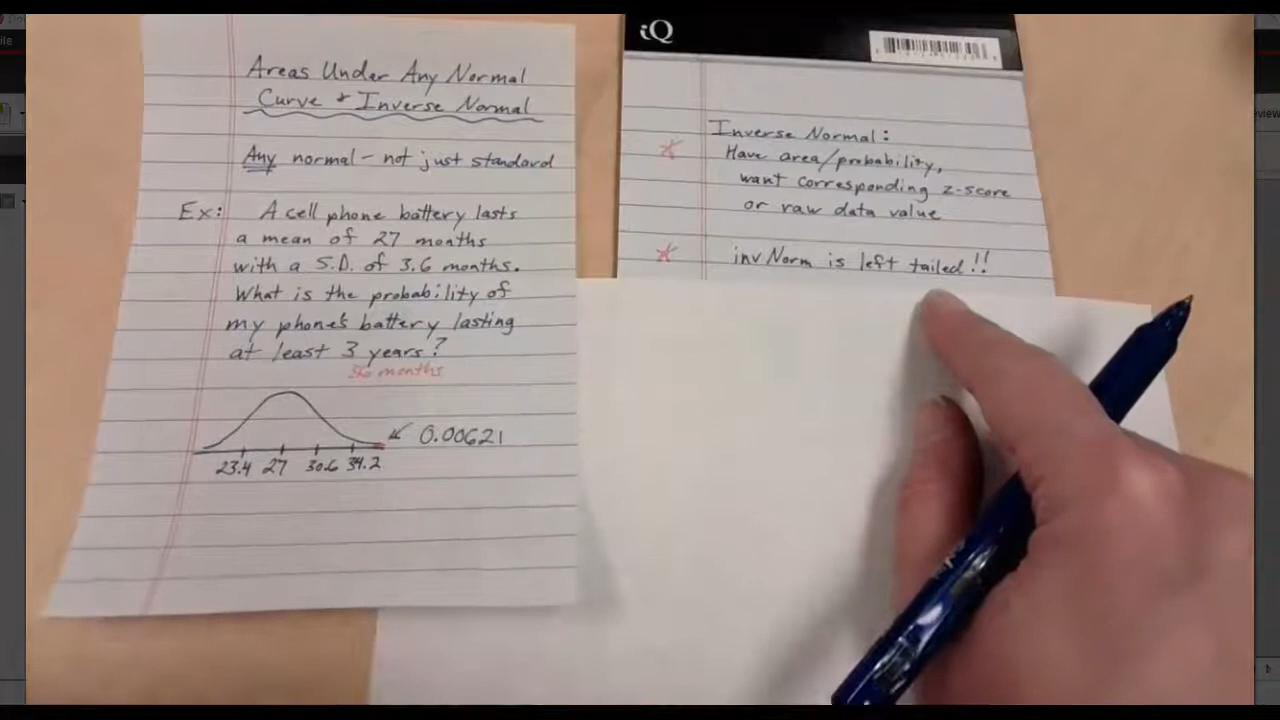 Areas Under Any Normal
Curve + Inverse Normal
Any normal - not just standard
Ex: A cell phone battery lasts
a mean of 27 months
with a S.D. of 3.6 months.
What is the probability of
my phone's battery lasting
at least 3 years?
36 months
0.00621
23.4 27 30.6 34.2
iQ
Inverse Normal:
Have area/probability,
want corresponding z-score
or raw data value
invNorm is left tailed!!